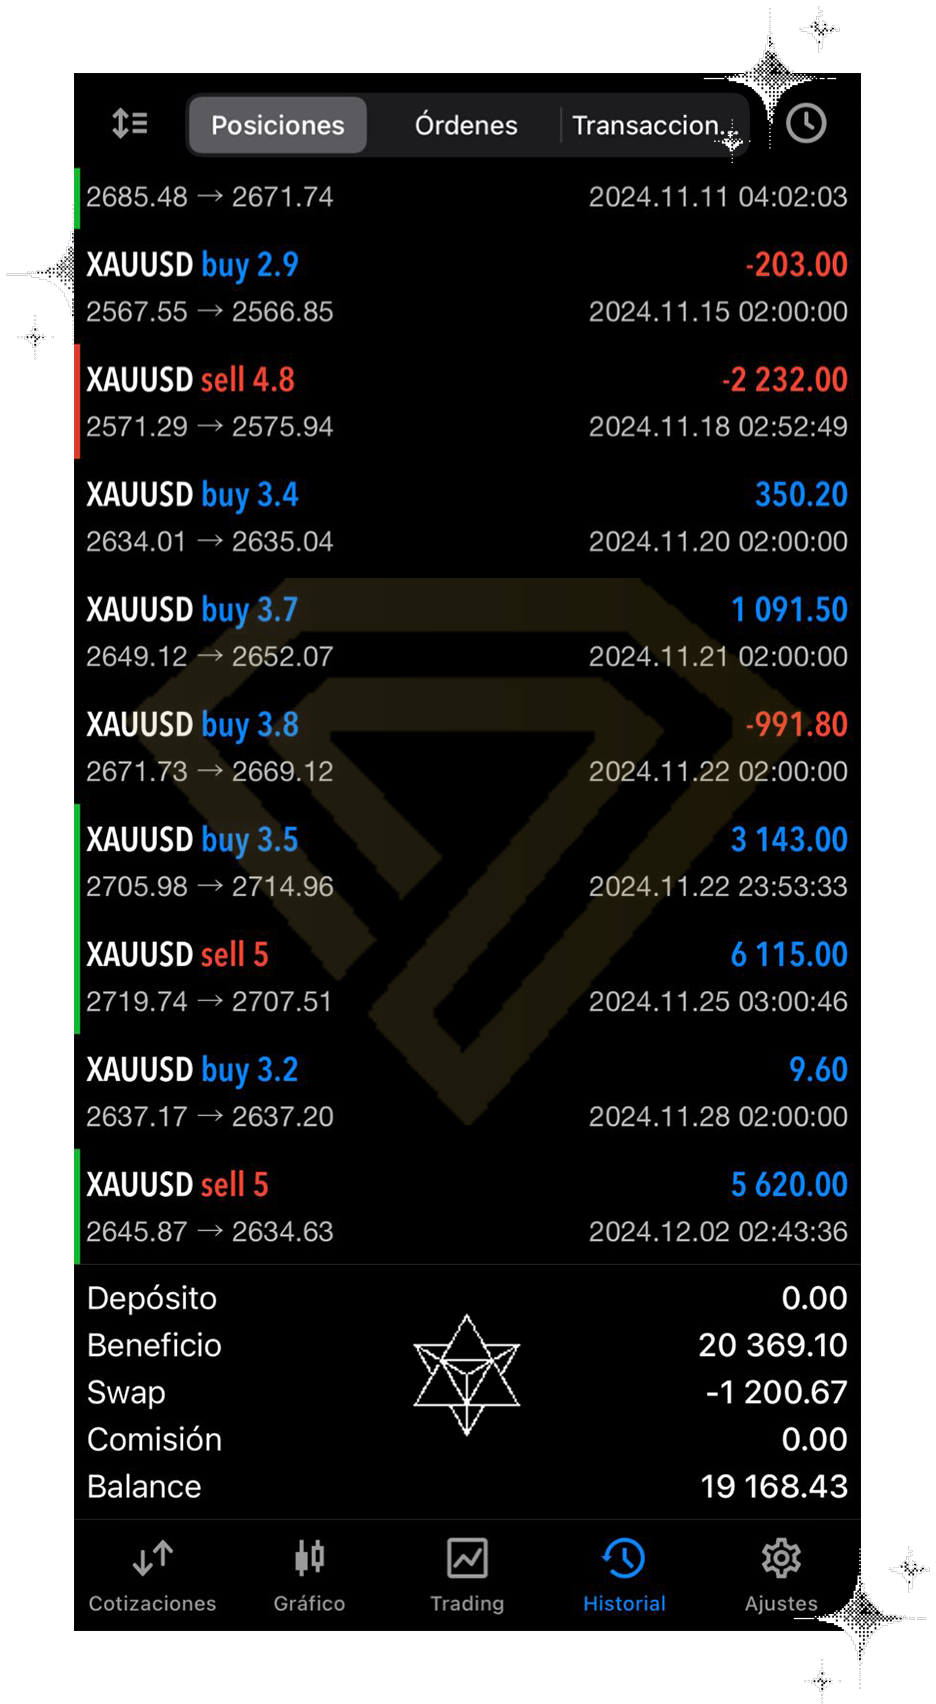 Posiciones Órdenes Transaccion...
2685.48 → 2671.74 2024.11.11 04:02:03
XAUUSD buy 2.9 -203.00
2567.55 → 2566.85 2024.11.15 02:00:00
XAUUSD sell 4.8 -2 232.00
2571.29 → 2575.94 2024.11.18 02:52:49
XAUUSD buy 3.4 350.20
2634.01 → 2635.04 2024.11.20 02:00:00
XAUUSD buy 3.7 1 091.50
2649.12 → 2652.07 2024.11.21 02:00:00
XAUUSD buy 3.8 -991.80
2671.73 → 2669.12 2024.11.22 02:00:00
XAUUSD buy 3.5 3 143.00
2705.98 → 2714.96 2024.11.22 23:53:33
XAUUSD sell 5 6 115.00
2719.74 → 2707.51 2024.11.25 03:00:46
XAUUSD buy 3.2 9.60
2637.17 → 2637.20 2024.11.28 02:00:00
XAUUSD sell 5 5 620.00
2645.87 → 2634.63 2024.12.02 02:43:36
Depósito 0.00
Beneficio 20 369.10
Swap -1 200.67
Comisión 0.00
Balance 19 168.43
Cotizaciones Gráfico Trading Historial Ajustes